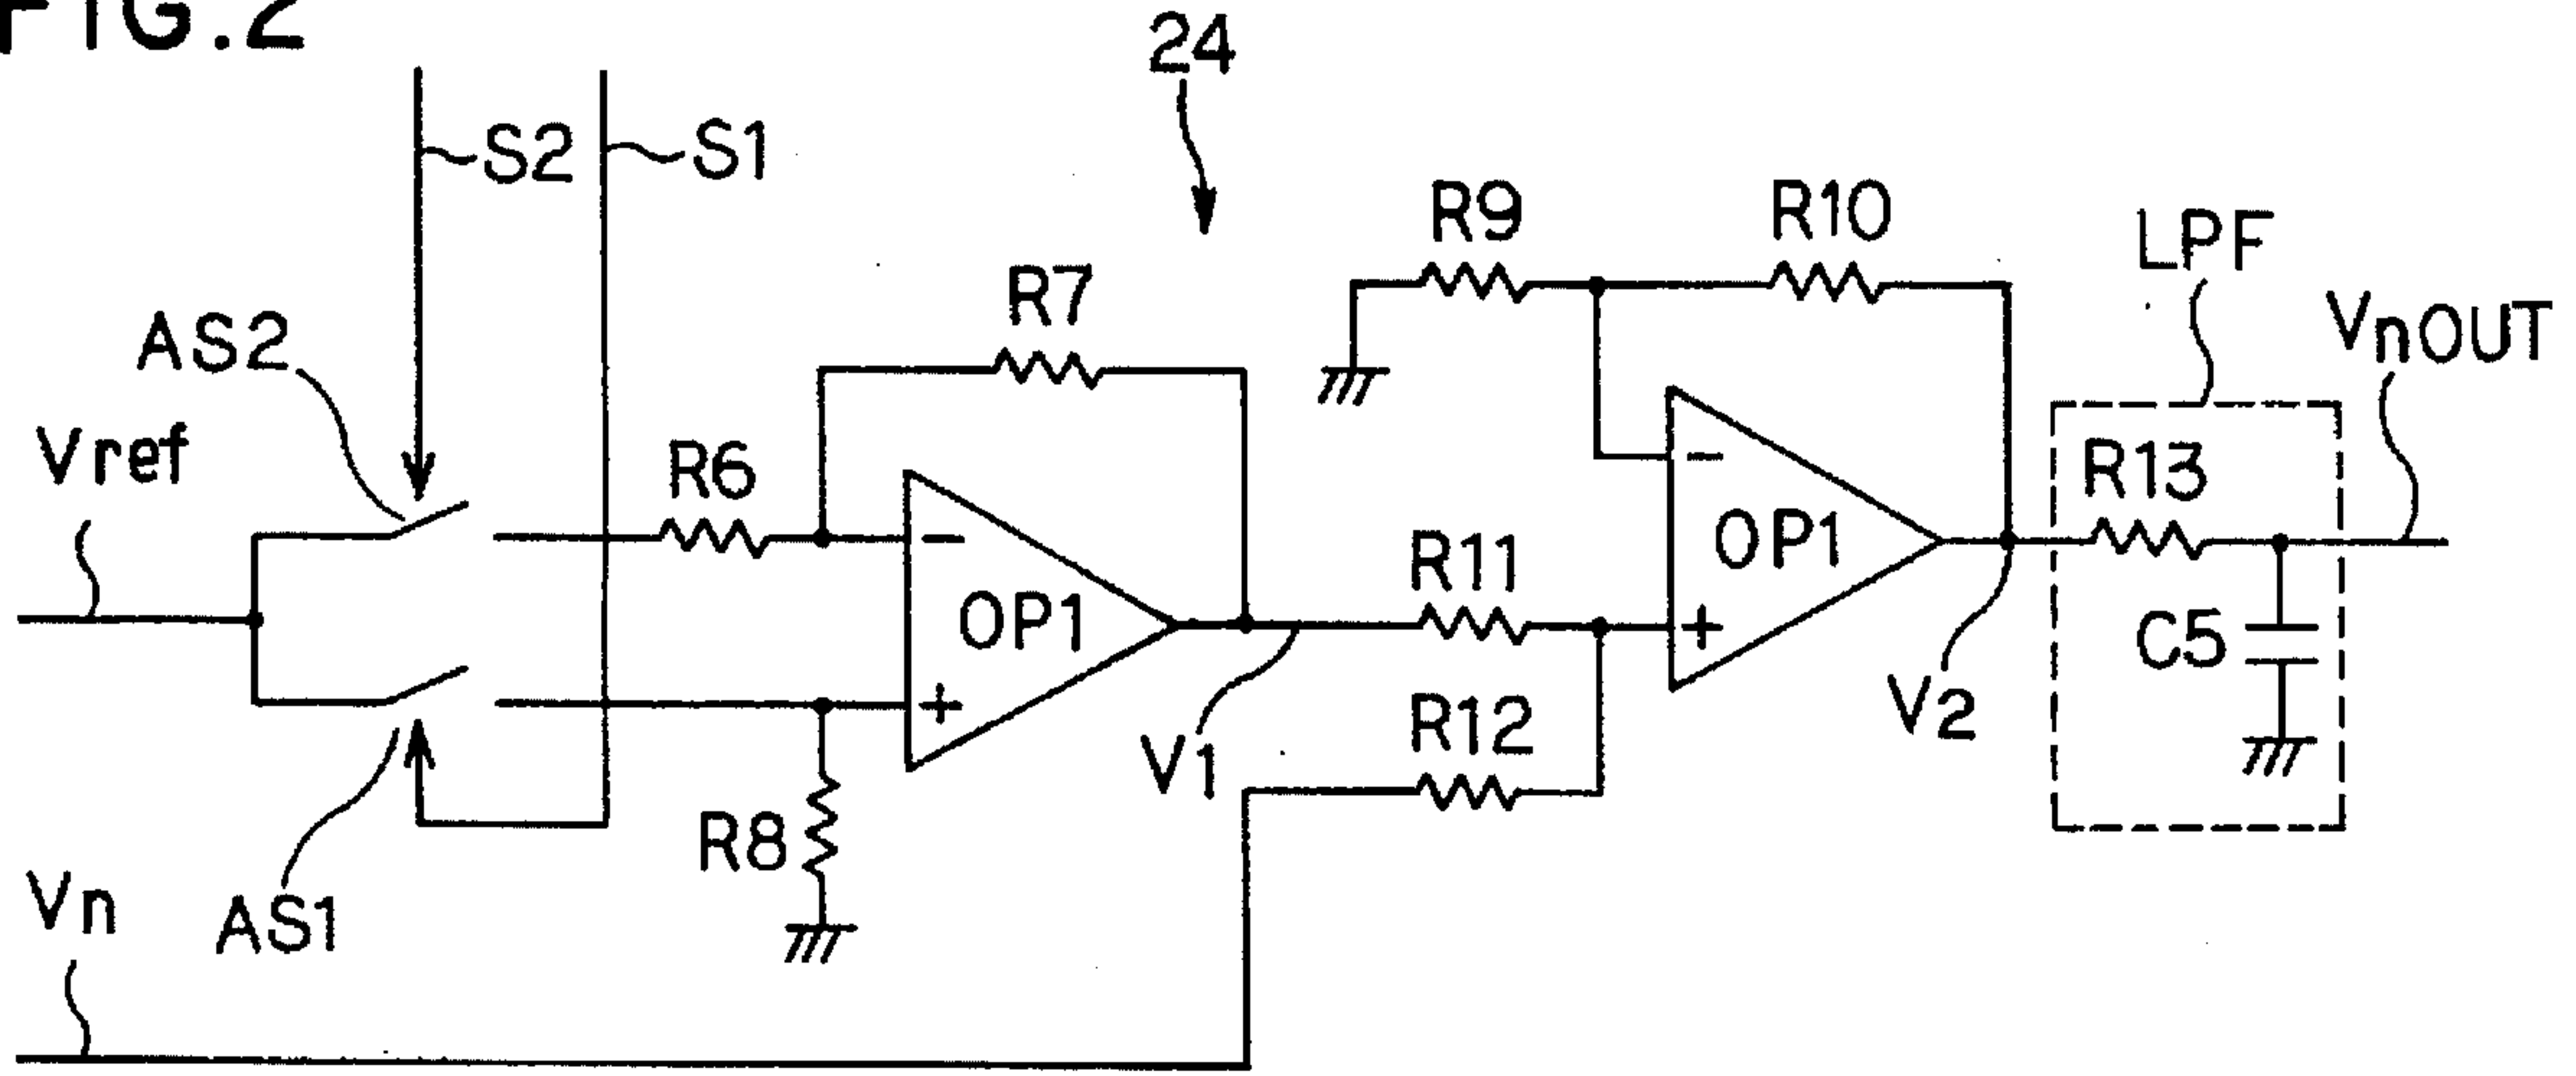 FIG.2
24
S2
S1
R9
R10
LPF
R7
VnOUT
AS2
Vref
R6
R13
-
OP1
+
R11
-
OP1
+
C5
R12
V1
V2
R8
Vn
AS1